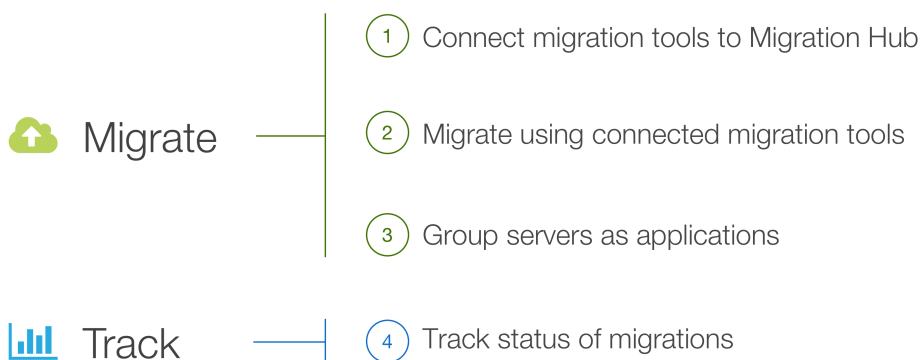 1 Connect migration tools to Migration Hub
Migrate
2 Migrate using connected migration tools
3 Group servers as applications
Track
4 Track status of migrations